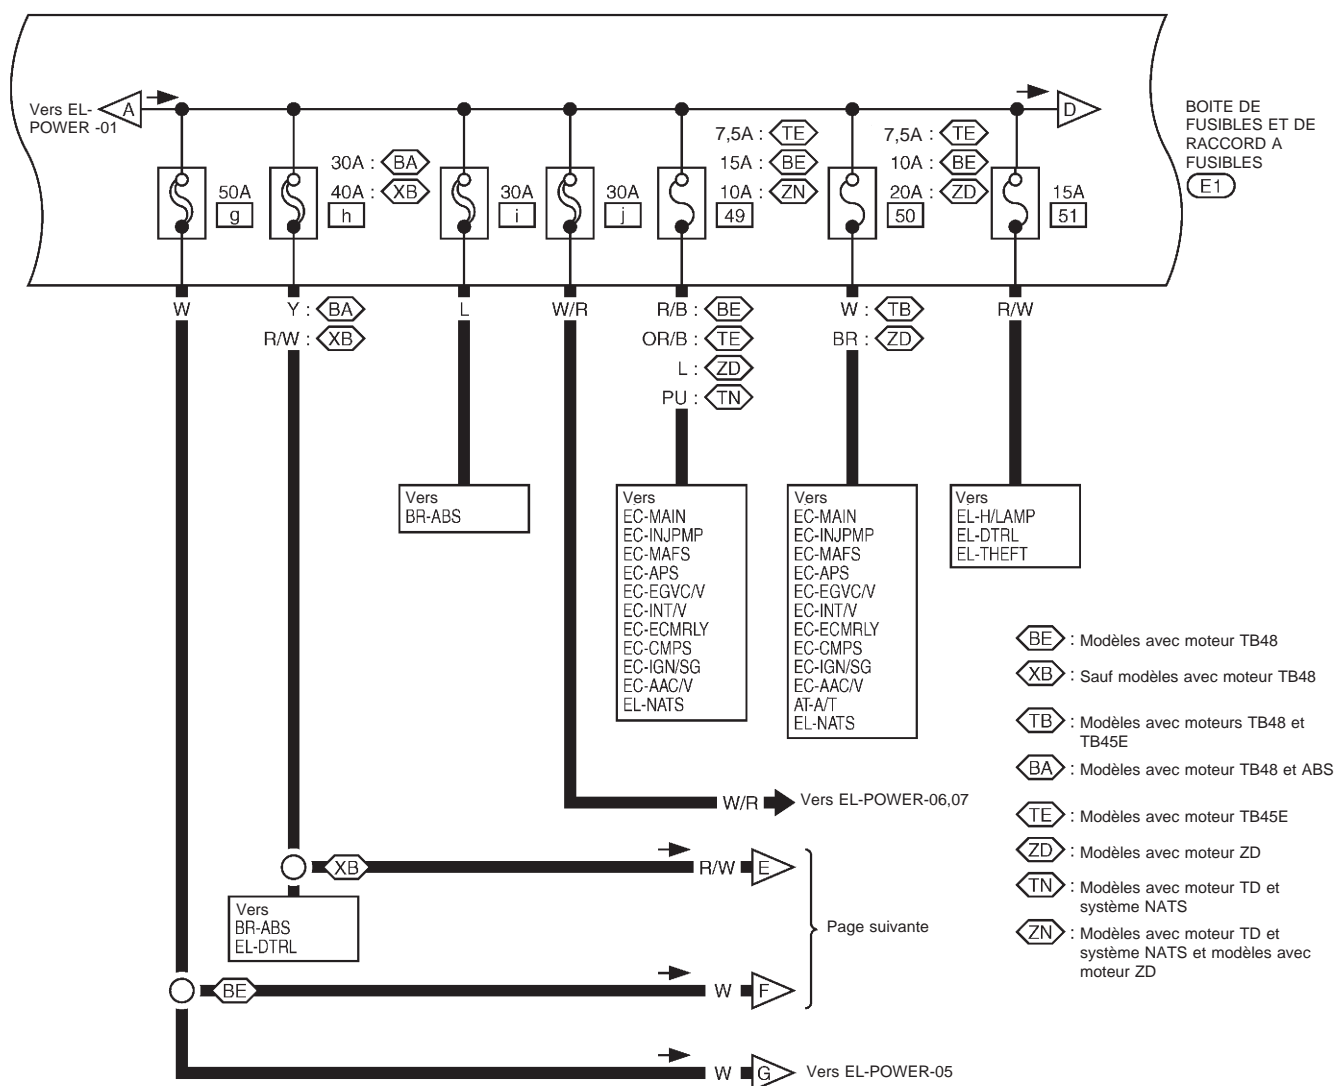 Vers EL-
POWER -01
A
D
BOITE DE
FUSIBLES ET DE
RACCORD A
FUSIBLES
E1
50A
g
30A : BA
40A : XB
h
30A
i
30A
j
7,5A : TE
15A : BE
10A : ZN
49
7,5A : TE
10A : BE
20A : ZD
50
15A
51
W
Y : BA
R/W : XB
L
W/R
R/B : BE
OR/B : TE
L : ZD
PU : TN
W : TB
BR : ZD
R/W
Vers
BR-ABS
Vers
EC-MAIN
EC-INJPMP
EC-MAFS
EC-APS
EC-EGVC/V
EC-INT/V
EC-ECMRLY
EC-CMPS
EC-IGN/SG
EC-AAC/V
EL-NATS
Vers
EC-MAIN
EC-INJPMP
EC-MAFS
EC-APS
EC-EGVC/V
EC-INT/V
EC-ECMRLY
EC-CMPS
EC-IGN/SG
EC-AAC/V
AT-A/T
EL-NATS
Vers
EL-H/LAMP
EL-DTRL
EL-THEFT
BE : Modèles avec moteur TB48
XB : Sauf modèles avec moteur TB48
TB : Modèles avec moteurs TB48 et
TB45E
BA : Modèles avec moteur TB48 et ABS
TE : Modèles avec moteur TB45E
ZD : Modèles avec moteur ZD
TN : Modèles avec moteur TD et
système NATS
ZN : Modèles avec moteur TD et
système NATS et modèles avec
moteur ZD
W/R Vers EL-POWER-06,07
XB R/W E
Vers
BR-ABS
EL-DTRL
Page suivante
BE W F
W G Vers EL-POWER-05